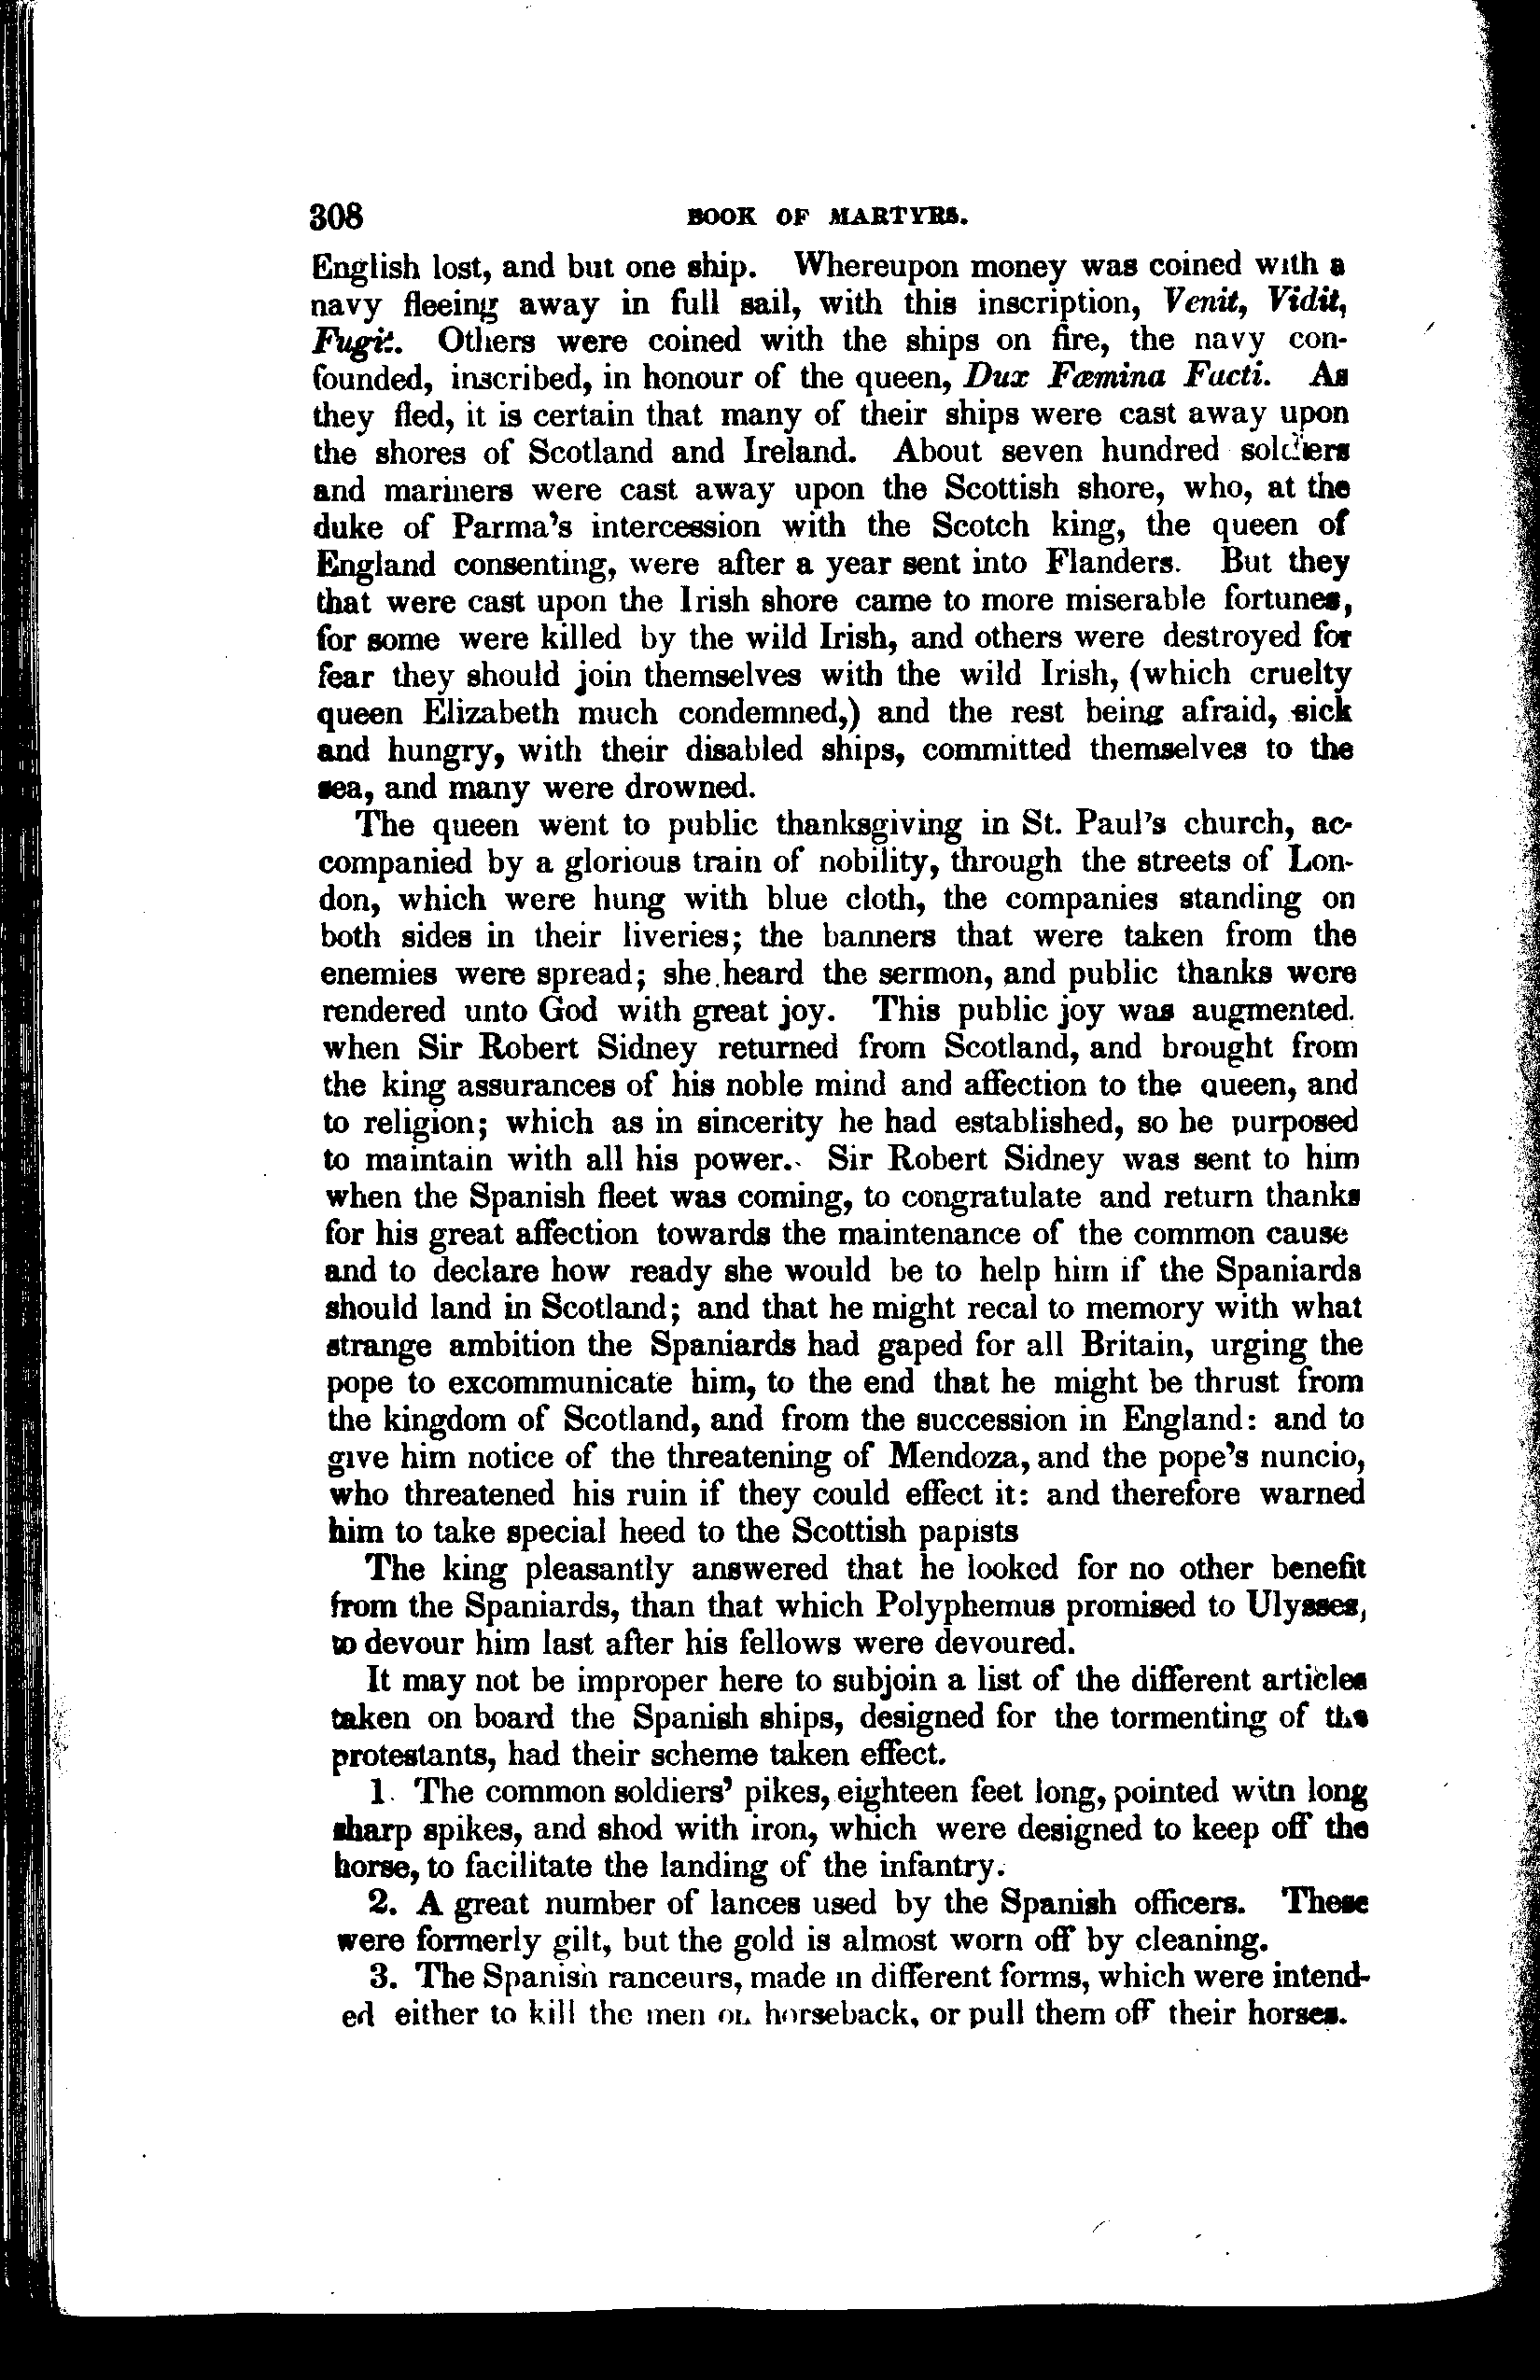 308 BOOK OF MARTYRS.
English lost, and but one ship. Whereupon money was coined with a
navy fleeing away in full sail, with this inscription, Venit, Vidit,
Fugit. Others were coined with the ships on fire, the navy con-
founded, inscribed, in honour of the queen, Dux Fæmina Facti. As
they fled, it is certain that many of their ships were cast away upon
the shores of Scotland and Ireland. About seven hundred soldiers
and mariners were cast away upon the Scottish shore, who, at the
duke of Parma's intercession with the Scotch king, the queen of
England consenting, were after a year sent into Flanders. But they
that were cast upon the Irish shore came to more miserable fortunes,
for some were killed by the wild Irish, and others were destroyed for
fear they should join themselves with the wild Irish, (which cruelty
queen Elizabeth much condemned,) and the rest being afraid, sick
and hungry, with their disabled ships, committed themselves to the
sea, and many were drowned.
The queen went to public thanksgiving in St. Paul's church, ac-
companied by a glorious train of nobility, through the streets of Lon-
don, which were hung with blue cloth, the companies standing on
both sides in their liveries; the banners that were taken from the
enemies were spread; she heard the sermon, and public thanks were
rendered unto God with great joy. This public joy was augmented.
when Sir Robert Sidney returned from Scotland, and brought from
the king assurances of his noble mind and affection to the queen, and
to religion; which as in sincerity he had established, so he purposed
to maintain with all his power. Sir Robert Sidney was sent to him
when the Spanish fleet was coming, to congratulate and return thanks
for his great affection towards the maintenance of the common cause
and to declare how ready she would be to help him if the Spaniards
should land in Scotland; and that he might recal to memory with what
strange ambition the Spaniards had gaped for all Britain, urging the
pope to excommunicate him, to the end that he might be thrust from
the kingdom of Scotland, and from the succession in England: and to
give him notice of the threatening of Mendoza, and the pope's nuncio,
who threatened his ruin if they could effect it: and therefore warned
him to take special heed to the Scottish papists
The king pleasantly answered that he looked for no other benefit
from the Spaniards, than that which Polyphemus promised to Ulysses,
to devour him last after his fellows were devoured.
It may not be improper here to subjoin a list of the different articles
taken on board the Spanish ships, designed for the tormenting of the
protestants, had their scheme taken effect.
1. The common soldiers' pikes, eighteen feet long, pointed with long
sharp spikes, and shod with iron, which were designed to keep off the
horse, to facilitate the landing of the infantry.
2. A great number of lances used by the Spanish officers. These
were formerly gilt, but the gold is almost worn off by cleaning.
3. The Spanish ranceurs, made in different forms, which were intend-
ed either to kill the men on horseback, or pull them off their horses.